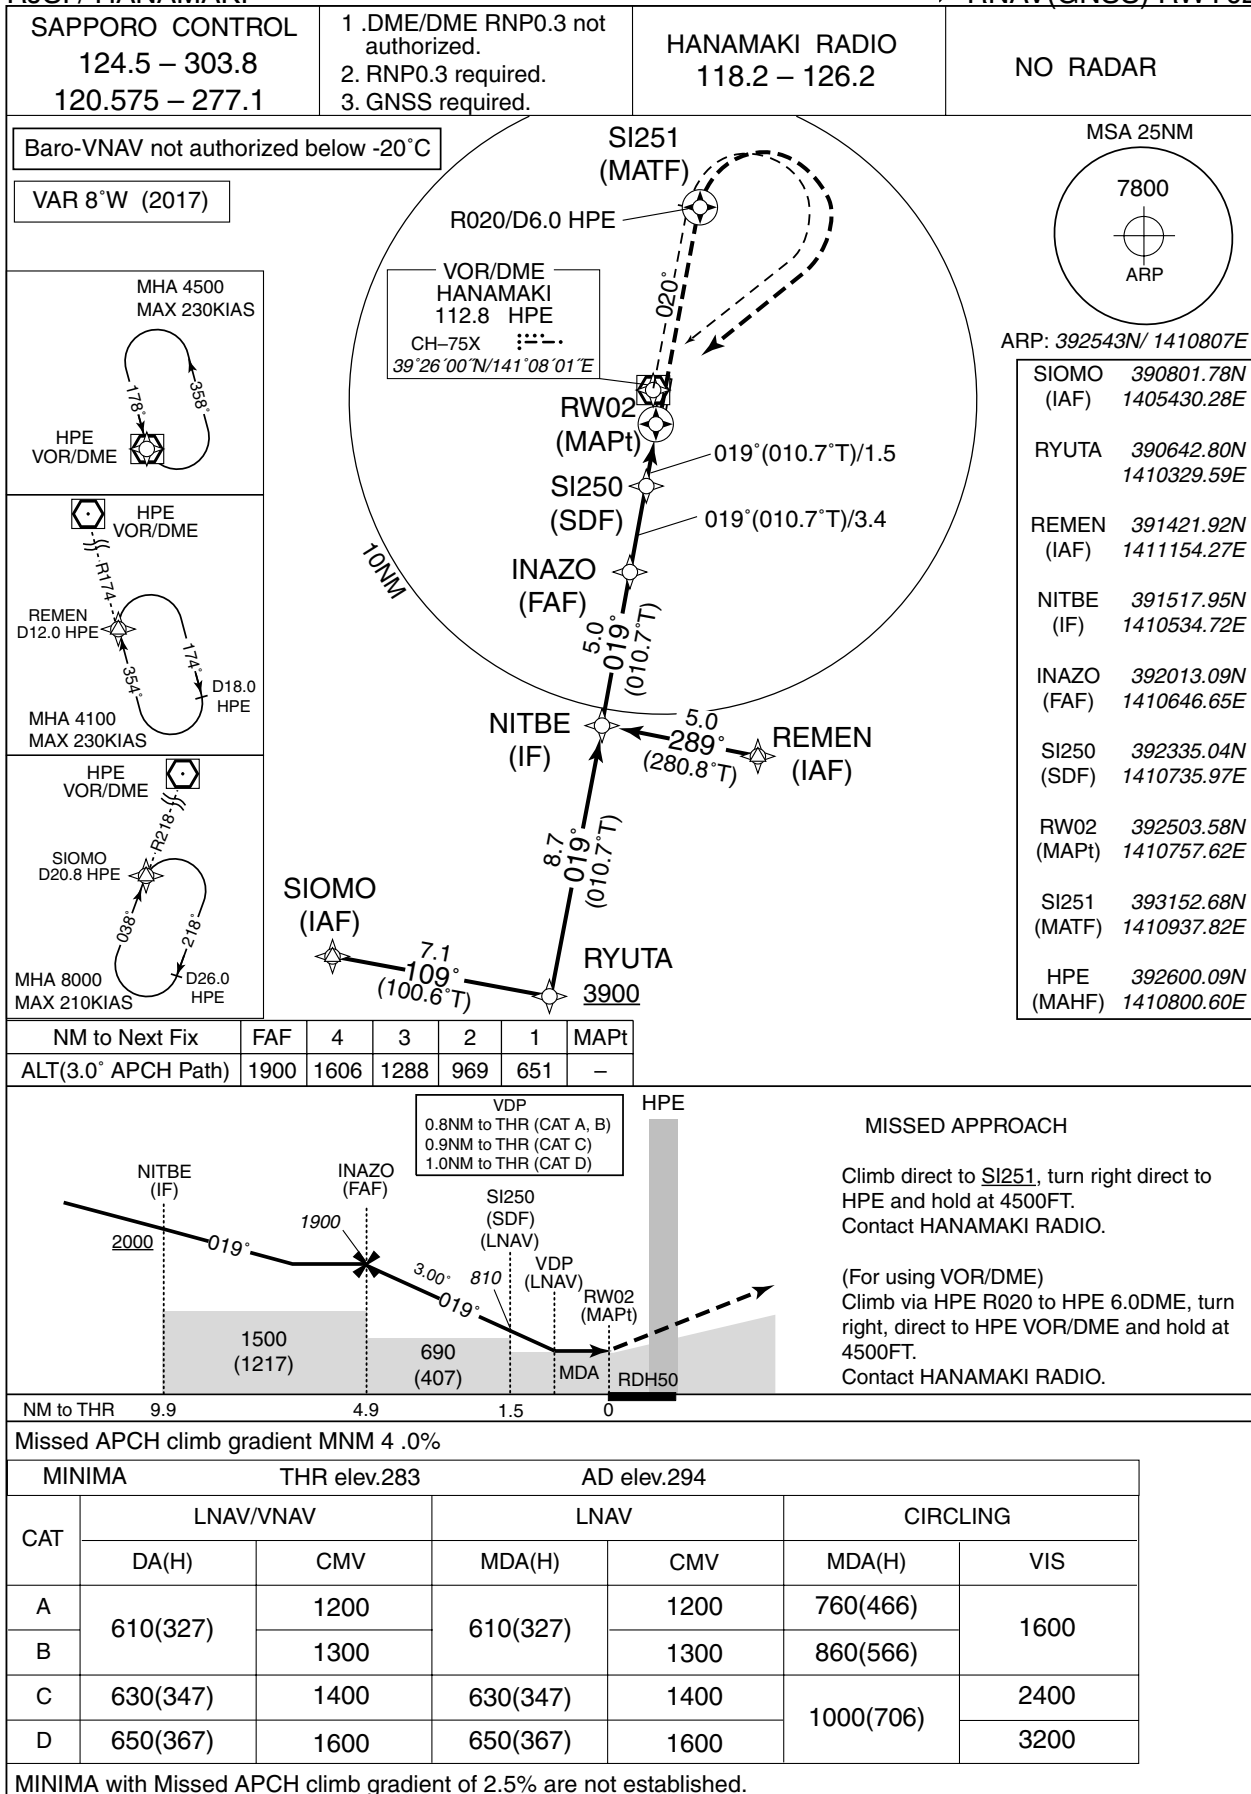 SAPPORO CONTROL
124.5 – 303.8
120.575 – 277.1
1 .DME/DME RNP0.3 not
authorized.
2. RNP0.3 required.
3. GNSS required.
HANAMAKI RADIO
118.2 – 126.2
NO RADAR
Baro-VNAV not authorized below -20˚C
VAR 8˚W (2017)
SI251
(MATF)
R020/D6.0 HPE
020˚
VOR/DME
HANAMAKI
112.8 HPE
CH–75X
39˚26´00˝N/141˚08´01˝E
RW02
(MAPt)
019˚(010.7˚T)/1.5
SI250
(SDF)
019˚(010.7˚T)/3.4
INAZO
(FAF)
10NM
5.0
019˚
(010.7˚T)
NITBE
(IF)
5.0
289˚
(280.8˚T)
REMEN
(IAF)
8.7
019˚
(010.7˚T)
SIOMO
(IAF)
7.1
109˚
(100.6˚T)
RYUTA
3900
MSA 25NM
7800
ARP
ARP: 392543N/ 1410807E
SIOMO 390801.78N
(IAF) 1405430.28E
RYUTA 390642.80N
1410329.59E
REMEN 391421.92N
(IAF) 1411154.27E
NITBE 391517.95N
(IF) 1410534.72E
INAZO 392013.09N
(FAF) 1410646.65E
SI250 392335.04N
(SDF) 1410735.97E
RW02 392503.58N
(MAPt) 1410757.62E
SI251 393152.68N
(MATF) 1410937.82E
HPE 392600.09N
(MAHF) 1410800.60E
MHA 4500
MAX 230KIAS
178˚
358˚
HPE
VOR/DME
HPE
VOR/DME
R174
REMEN
D12.0 HPE
354˚
174˚
D18.0
HPE
MHA 4100
MAX 230KIAS
HPE
VOR/DME
R218
SIOMO
D20.8 HPE
038˚
218˚
D26.0
HPE
MHA 8000
MAX 210KIAS
NM to Next Fix FAF 4 3 2 1 MAPt
ALT(3.0˚ APCH Path) 1900 1606 1288 969 651 –
VDP
0.8NM to THR (CAT A, B)
0.9NM to THR (CAT C)
1.0NM to THR (CAT D)
HPE
NITBE
(IF)
INAZO
(FAF)
SI250
(SDF)
(LNAV)
VDP
(LNAV)
RW02
(MAPt)
2000
019˚
1900
3.00˚
019˚
810
1500
(1217)
690
(407)
MDA
RDH50
NM to THR 9.9 4.9 1.5 0
MISSED APPROACH
Climb direct to SI251, turn right direct to
HPE and hold at 4500FT.
Contact HANAMAKI RADIO.
(For using VOR/DME)
Climb via HPE R020 to HPE 6.0DME, turn
right, direct to HPE VOR/DME and hold at
4500FT.
Contact HANAMAKI RADIO.
Missed APCH climb gradient MNM 4 .0%
MINIMA THR elev.283 AD elev.294
CAT LNAV/VNAV LNAV CIRCLING
DA(H) CMV MDA(H) CMV MDA(H) VIS
A 610(327) 1200 610(327) 1200 760(466) 1600
B 1300 1300 860(566)
C 630(347) 1400 630(347) 1400 1000(706) 2400
D 650(367) 1600 650(367) 1600 3200
MINIMA with Missed APCH climb gradient of 2.5% are not established.